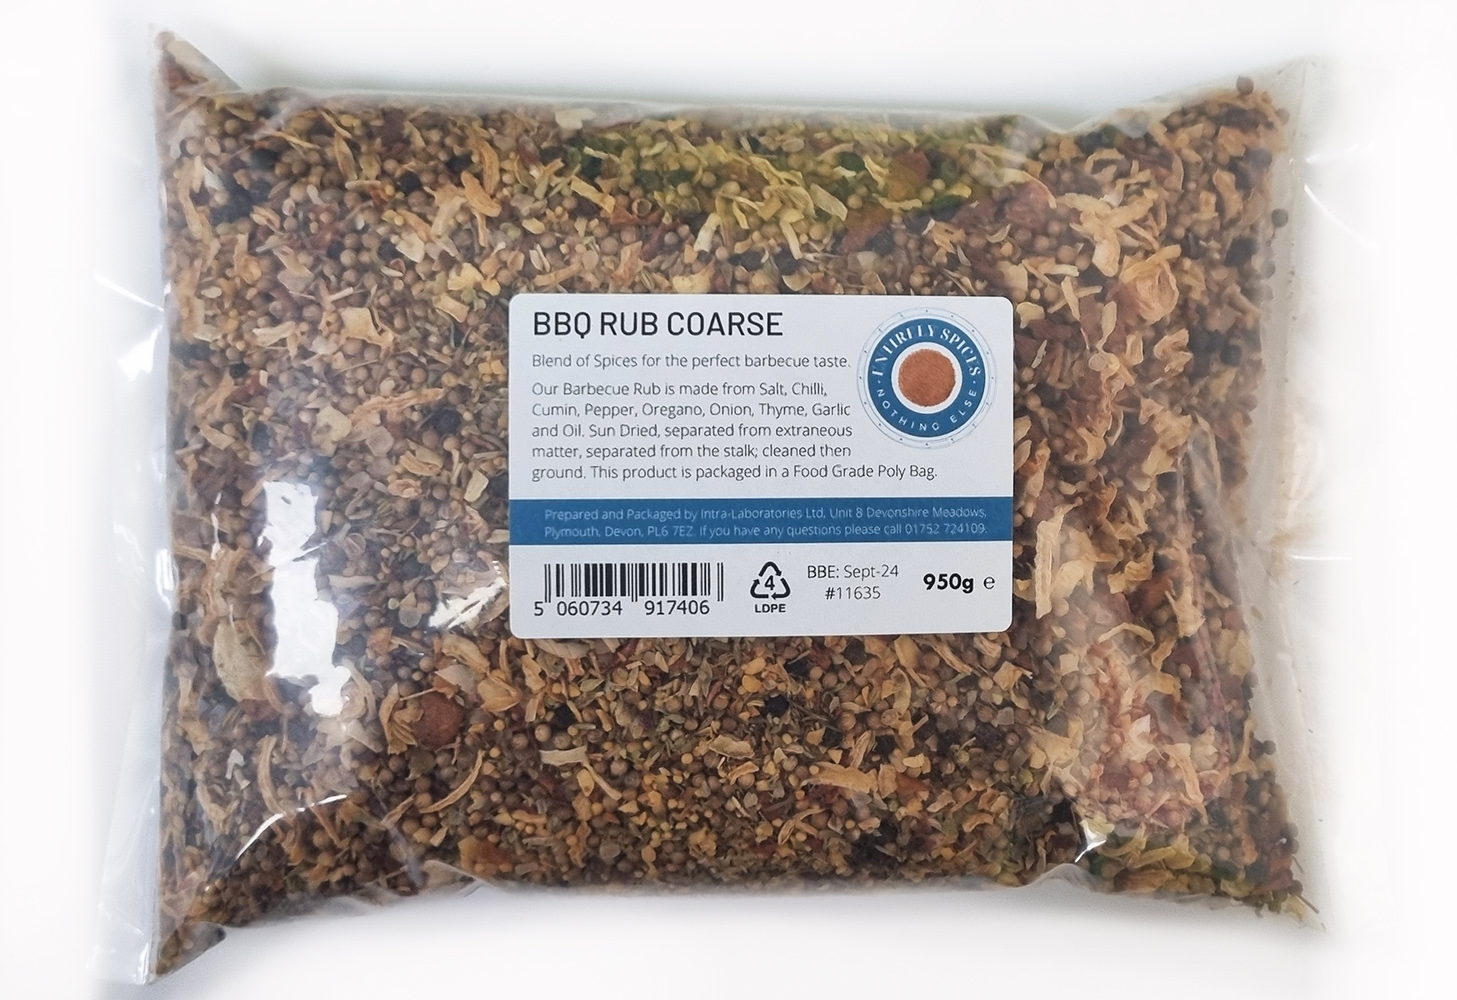 BBQ RUB COARSE
Blend of Spices for the perfect barbecue taste.
Our Barbecue Rub is made from Salt, Chilli,
Cumin, Pepper, Oregano, Onion, Thyme, Garlic
and Oil. Sun Dried, separated from extraneous
matter, separated from the stalk; cleaned then
ground. This product is packaged in a Food Grade Poly Bag.
ENTIRELY SPICES
NOTHING ELSE
Prepared and Packaged by Intra-Laboratories Ltd, Unit 8 Devonshire Meadows,
Plymouth, Devon, PL6 7EZ. If you have any questions please call 01752 724109.
5 060734 917406
4
LDPE
BBE: Sept-24
#11635
950g e